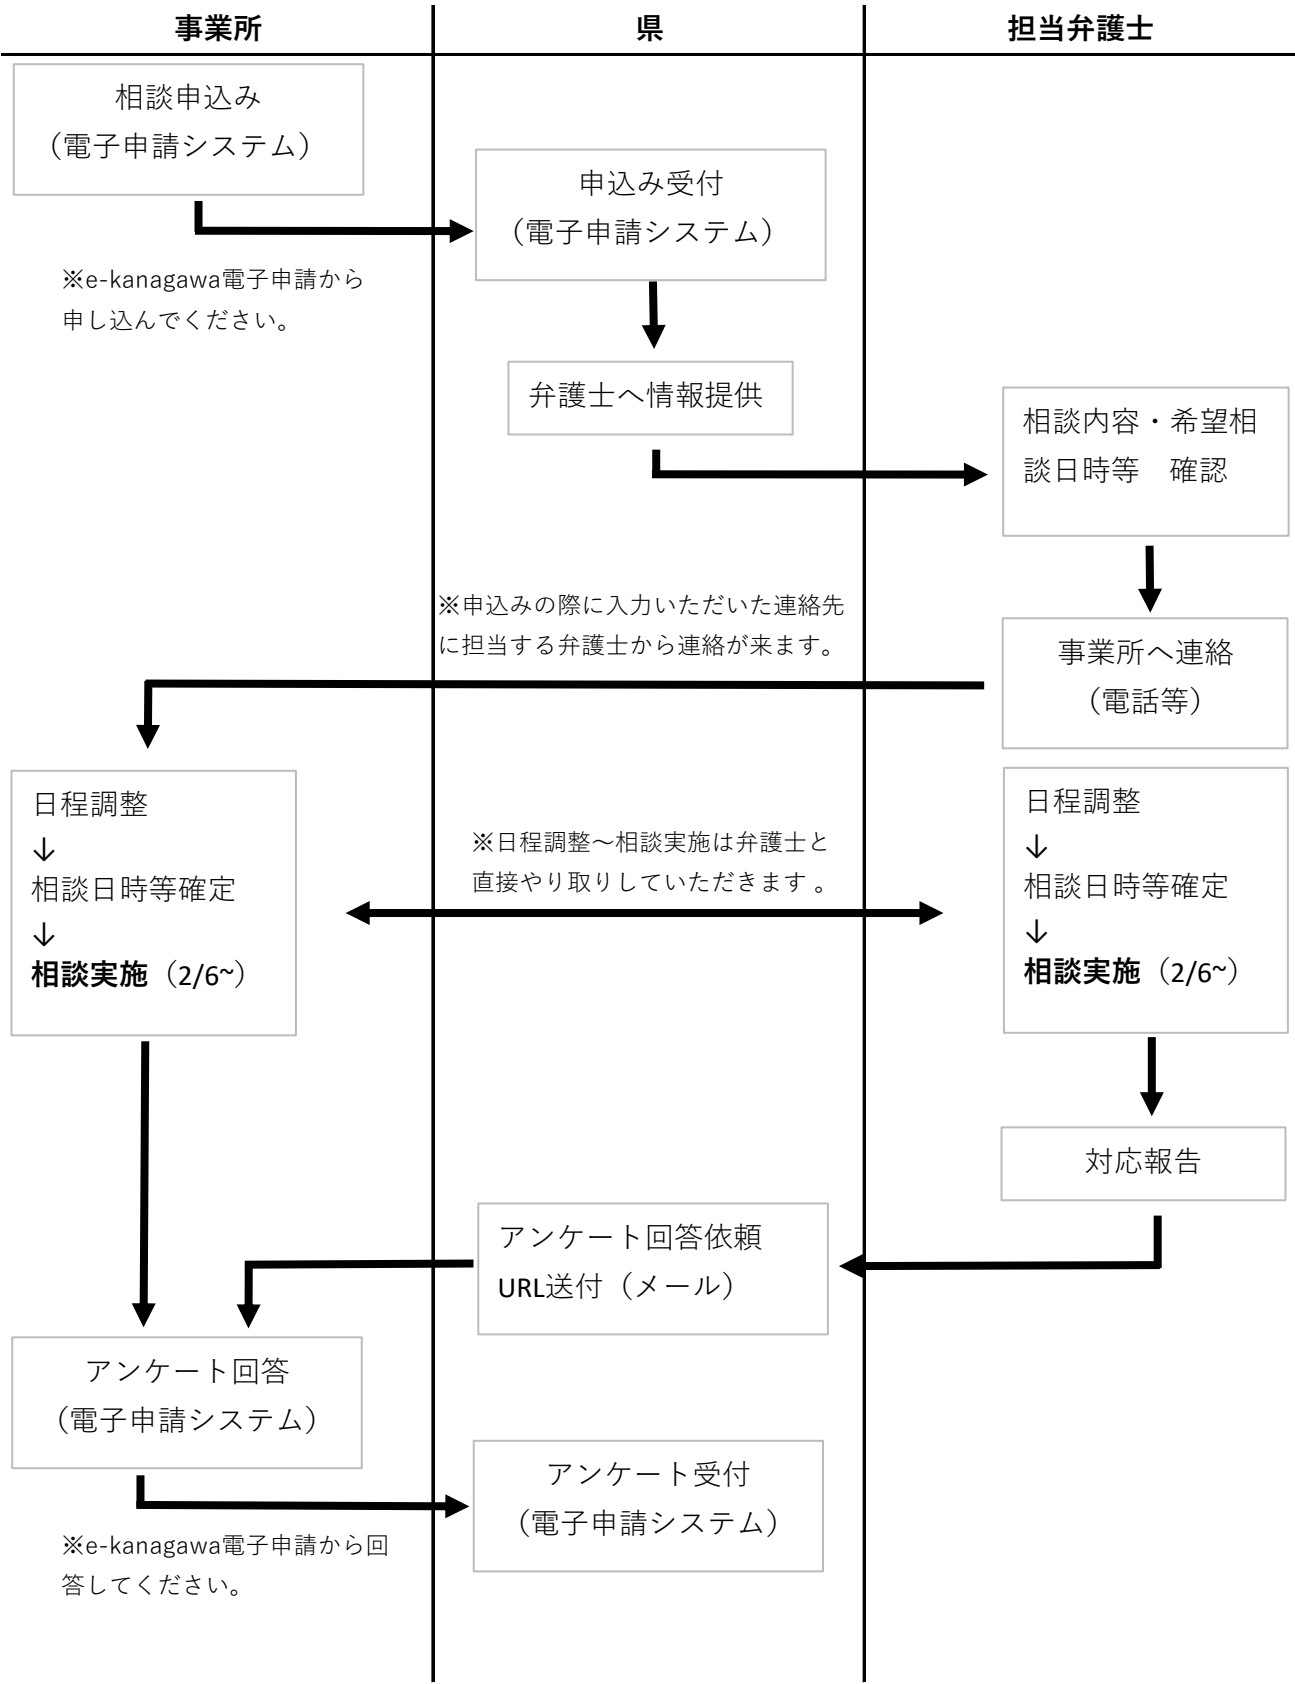 事業所
県
担当弁護士
相談申込み
（電子申請システム）
申込み受付
（電子申請システム）
※e-kanagawa電子申請から
申し込んでください。
弁護士へ情報提供
相談内容・希望相
談日時等　確認
※申込みの際に入力いただいた連絡先
に担当する弁護士から連絡が来ます。
事業所へ連絡
（電話等）
日程調整
↓
相談日時等確定
↓
相談実施（2/6~）
※日程調整～相談実施は弁護士と
直接やり取りしていただきます 。
日程調整
↓
相談日時等確定
↓
相談実施（2/6~）
対応報告
アンケート回答依頼
URL送付（メール）
アンケート回答
（電子申請システム）
アンケート受付
（電子申請システム）
※e-kanagawa電子申請から回
答してください。